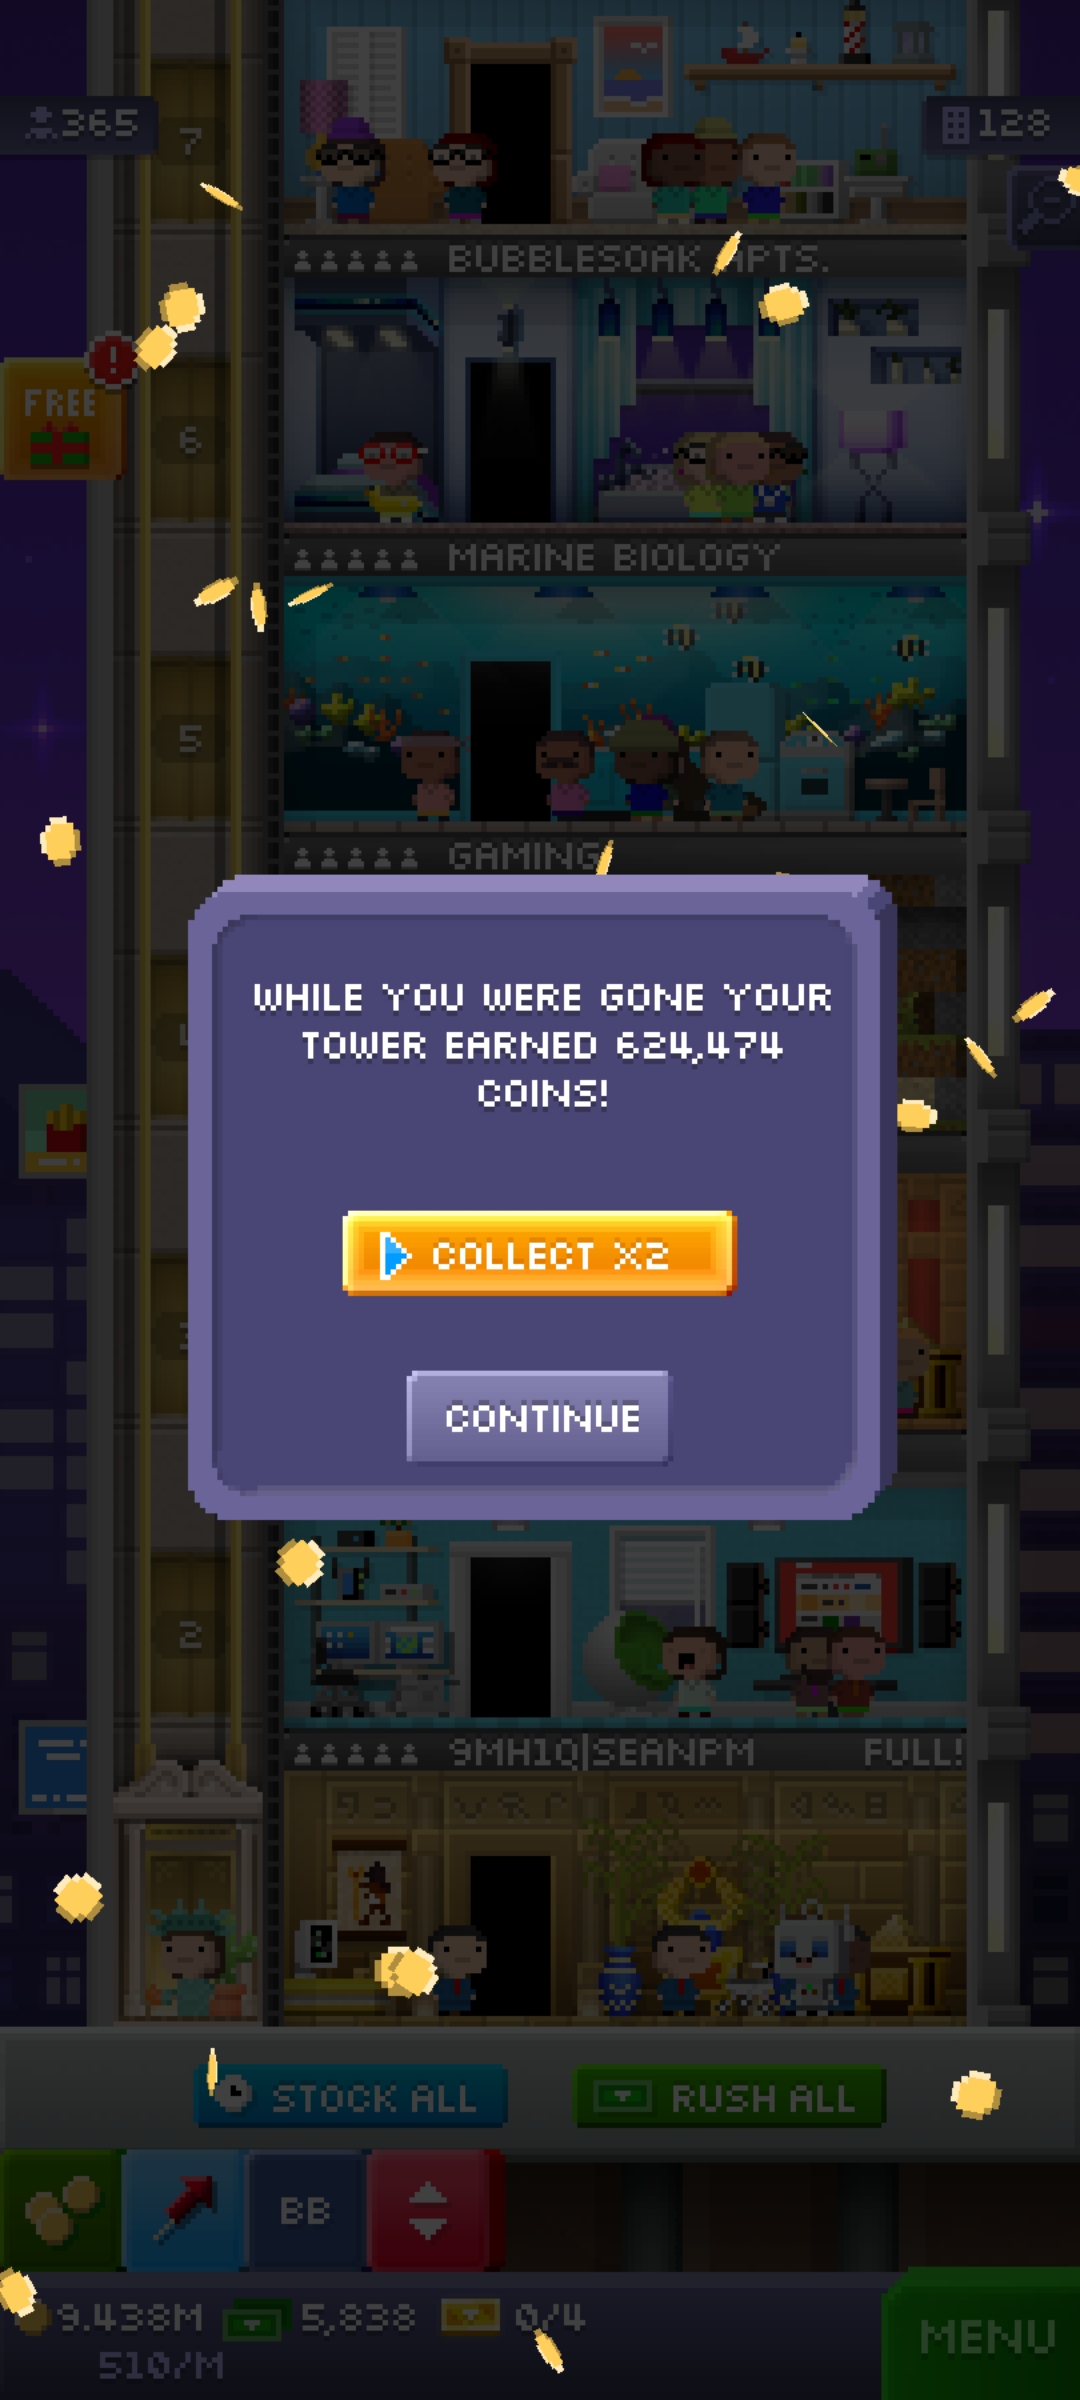 365
7
128
BUBBLESOAK APTS.
FREE
6
MARINE BIOLOGY
5
GAMING
WHILE YOU WERE GONE YOUR
TOWER EARNED 624,474
COINS!
COLLECT X2
CONTINUE
2
9MH1Q|SEANPM FULL!
STOCK ALL
RUSH ALL
BB
9.438M
5,838
0/4
510/M
MENU